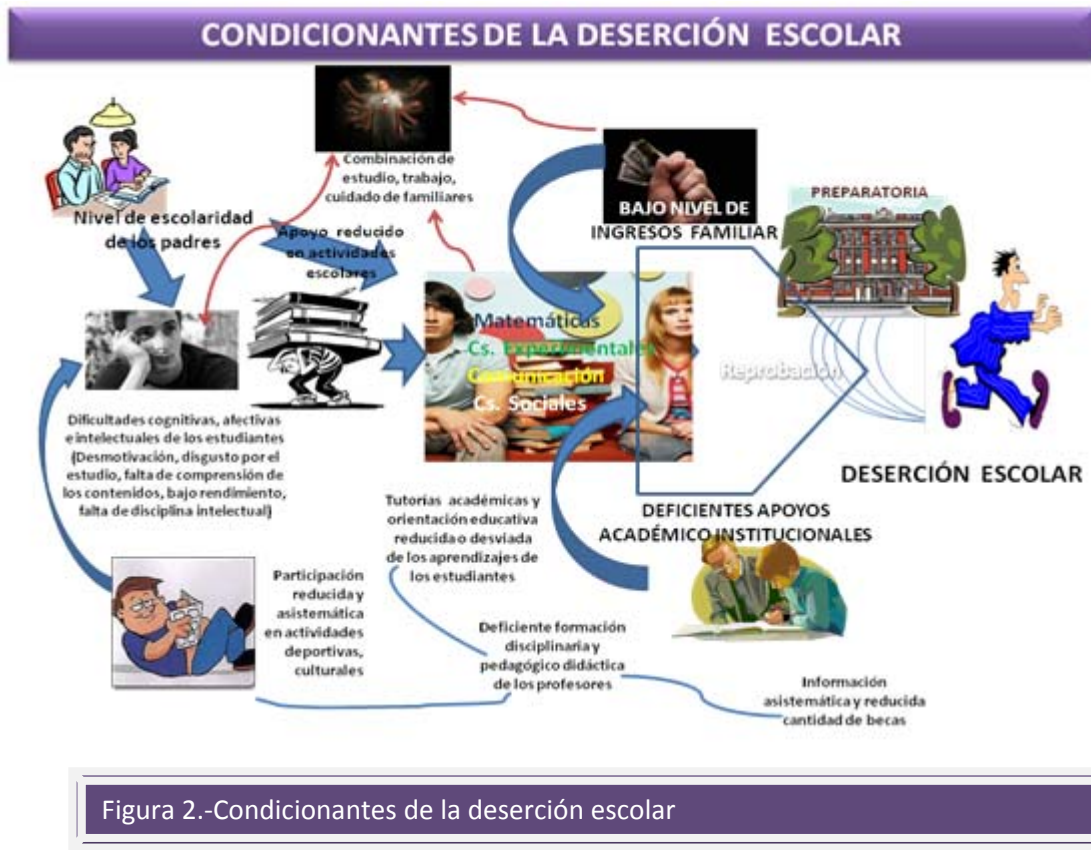 CONDICIONANTES DE LA DESERCIÓN ESCOLAR
Combinación de
estudio, trabajo,
cuidado de familiares
Nivel de escolaridad
de los padres
Apoyo reducido
en actividades
escolares
BAJO NIVEL DE
INGRESOS FAMILIAR
PREPARATORIA
Matemáticas
Cs. Experimentales
Comunicación
Cs. Sociales
Reprobación
DESERCIÓN ESCOLAR
Dificultades cognitivas, afectivas
e intelectuales de los estudiantes
(Desmotivación, disgusto por el
estudio, falta de comprensión de
los contenidos, bajo rendimiento,
falta de disciplina intelectual)
Tutorías académicas y
orientación educativa
reducida o desviada
de los aprendizajes de
los estudiantes
DEFICIENTES APOYOS
ACADÉMICO INSTITUCIONALES
Participación
reducida y
asistemática
en actividades
deportivas,
culturales
Deficiente formación
disciplinaria y
pedagógico didáctica
de los profesores
Información
asistemática y reducida
cantidad de becas
Figura 2.-Condicionantes de la deserción escolar